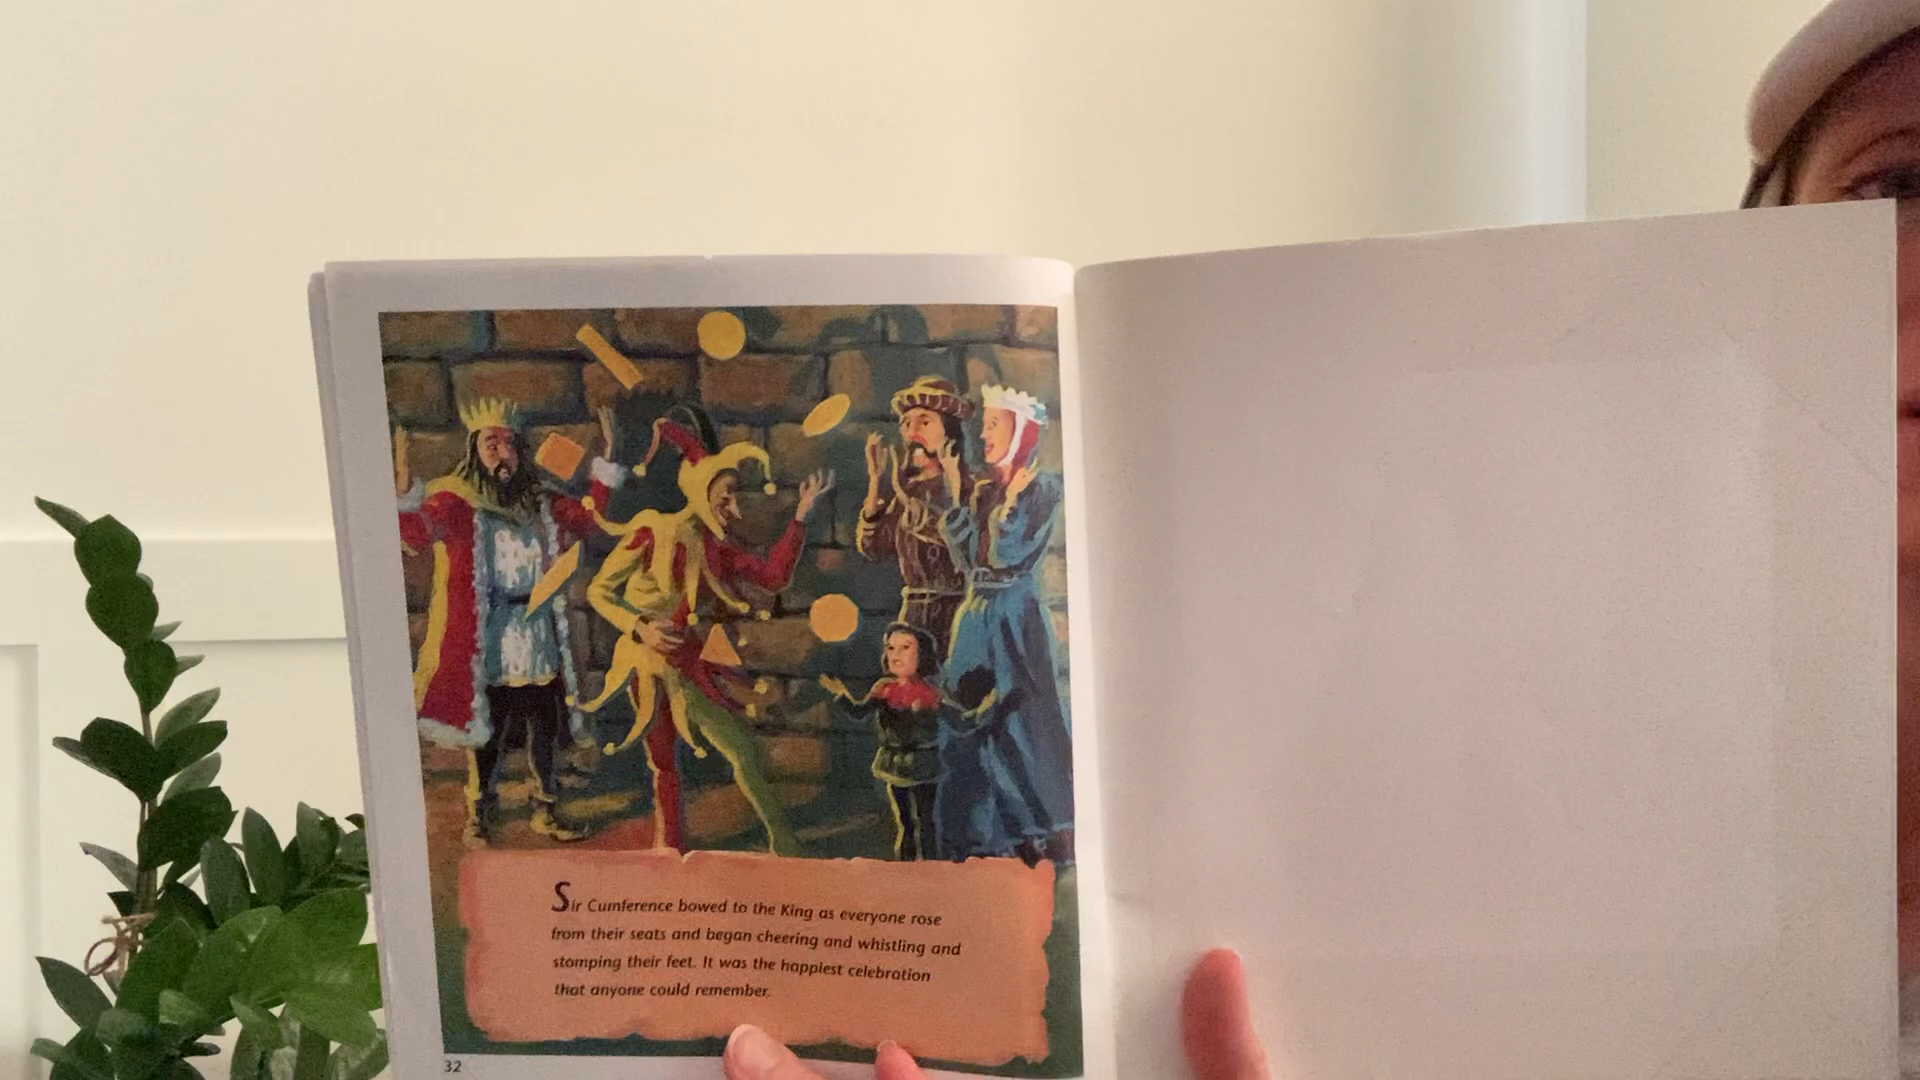 Sir Cumference bowed to the King as everyone rose
from their seats and began cheering and whistling and
stomping their feet. It was the happiest celebration
that anyone could remember.
32